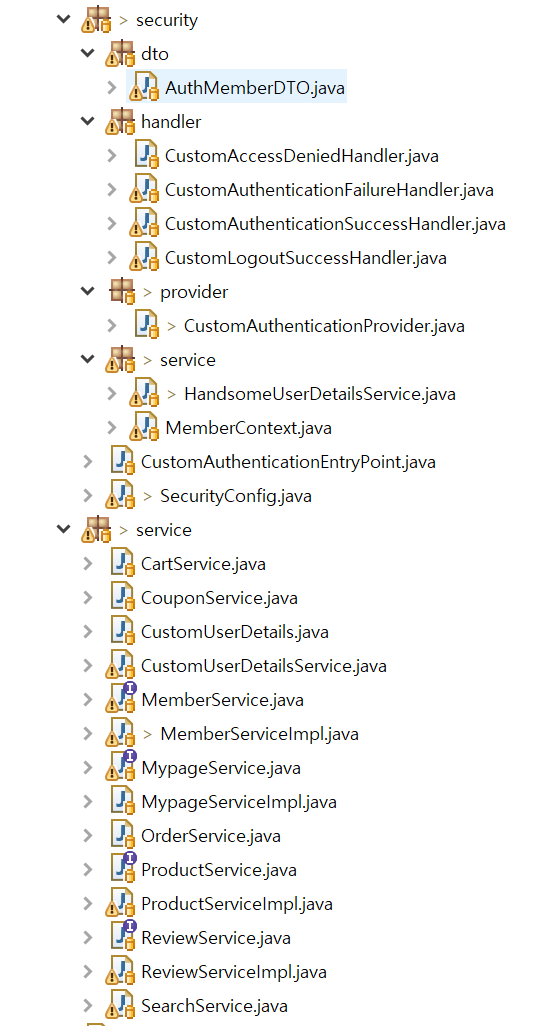 > security
dto
AuthMemberDTO.java
handler
CustomAccessDeniedHandler.java
CustomAuthenticationFailureHandler.java
CustomAuthenticationSuccessHandler.java
CustomLogoutSuccessHandler.java
> provider
> CustomAuthenticationProvider.java
> service
> HandsomeUserDetailsService.java
MemberContext.java
CustomAuthenticationEntryPoint.java
> SecurityConfig.java
> service
CartService.java
CouponService.java
CustomUserDetails.java
CustomUserDetailsService.java
MemberService.java
> MemberServiceImpl.java
MypageService.java
MypageServiceImpl.java
OrderService.java
ProductService.java
ProductServiceImpl.java
ReviewService.java
ReviewServiceImpl.java
SearchService.java